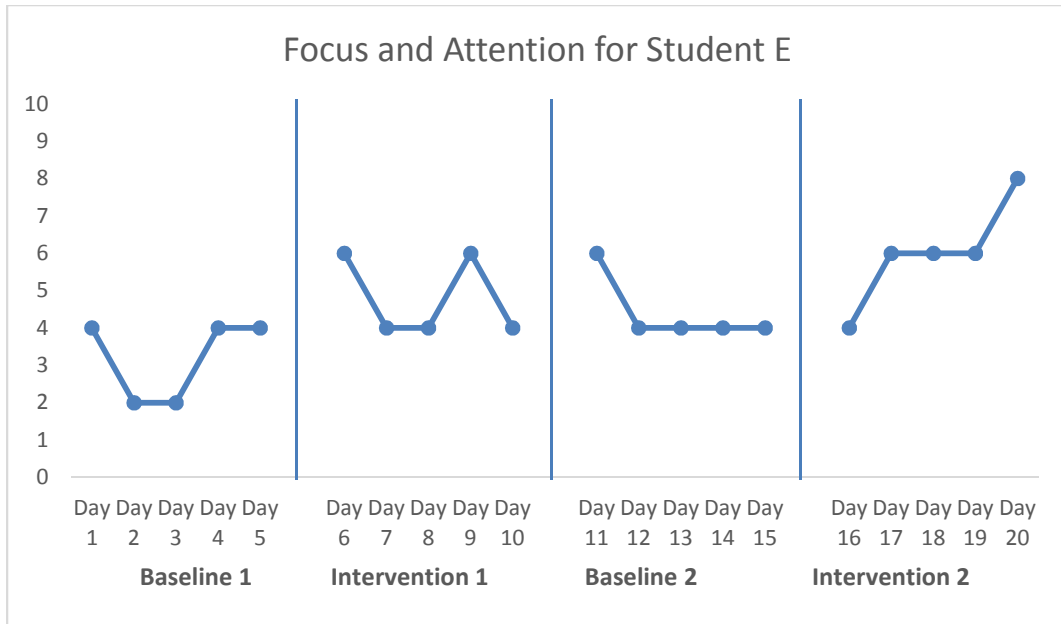 Focus and Attention for Student E
10
9
8
7
6
5
4
3
2
1
0
Day Day Day Day Day Day Day Day Day Day Day Day Day Day Day Day Day Day Day Day
1 2 3 4 5 6 7 8 9 10 11 12 13 14 15 16 17 18 19 20
Baseline 1 Intervention 1 Baseline 2 Intervention 2